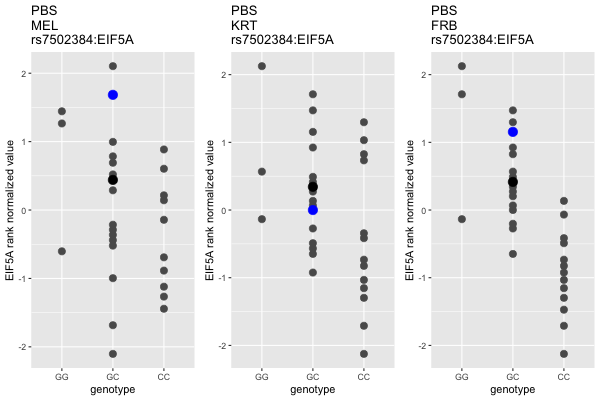 PBS
MEL
rs7502384:EIF5A
2
1
0
-1
-2
EIF5A rank normalized value
GG GC CC
genotype
PBS
KRT
rs7502384:EIF5A
2
1
0
-1
-2
EIF5A rank normalized value
GG GC CC
genotype
PBS
FRB
rs7502384:EIF5A
2
1
0
-1
-2
EIF5A rank normalized value
GG GC CC
genotype